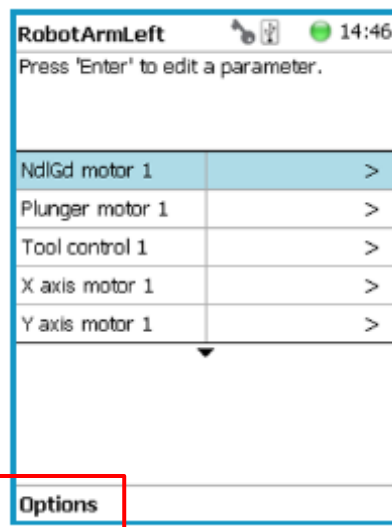 RobotArmLeft 14:46
Press 'Enter' to edit a parameter.
NdlGd motor 1 >
Plunger motor 1 >
Tool control 1 >
X axis motor 1 >
Y axis motor 1 >
Options